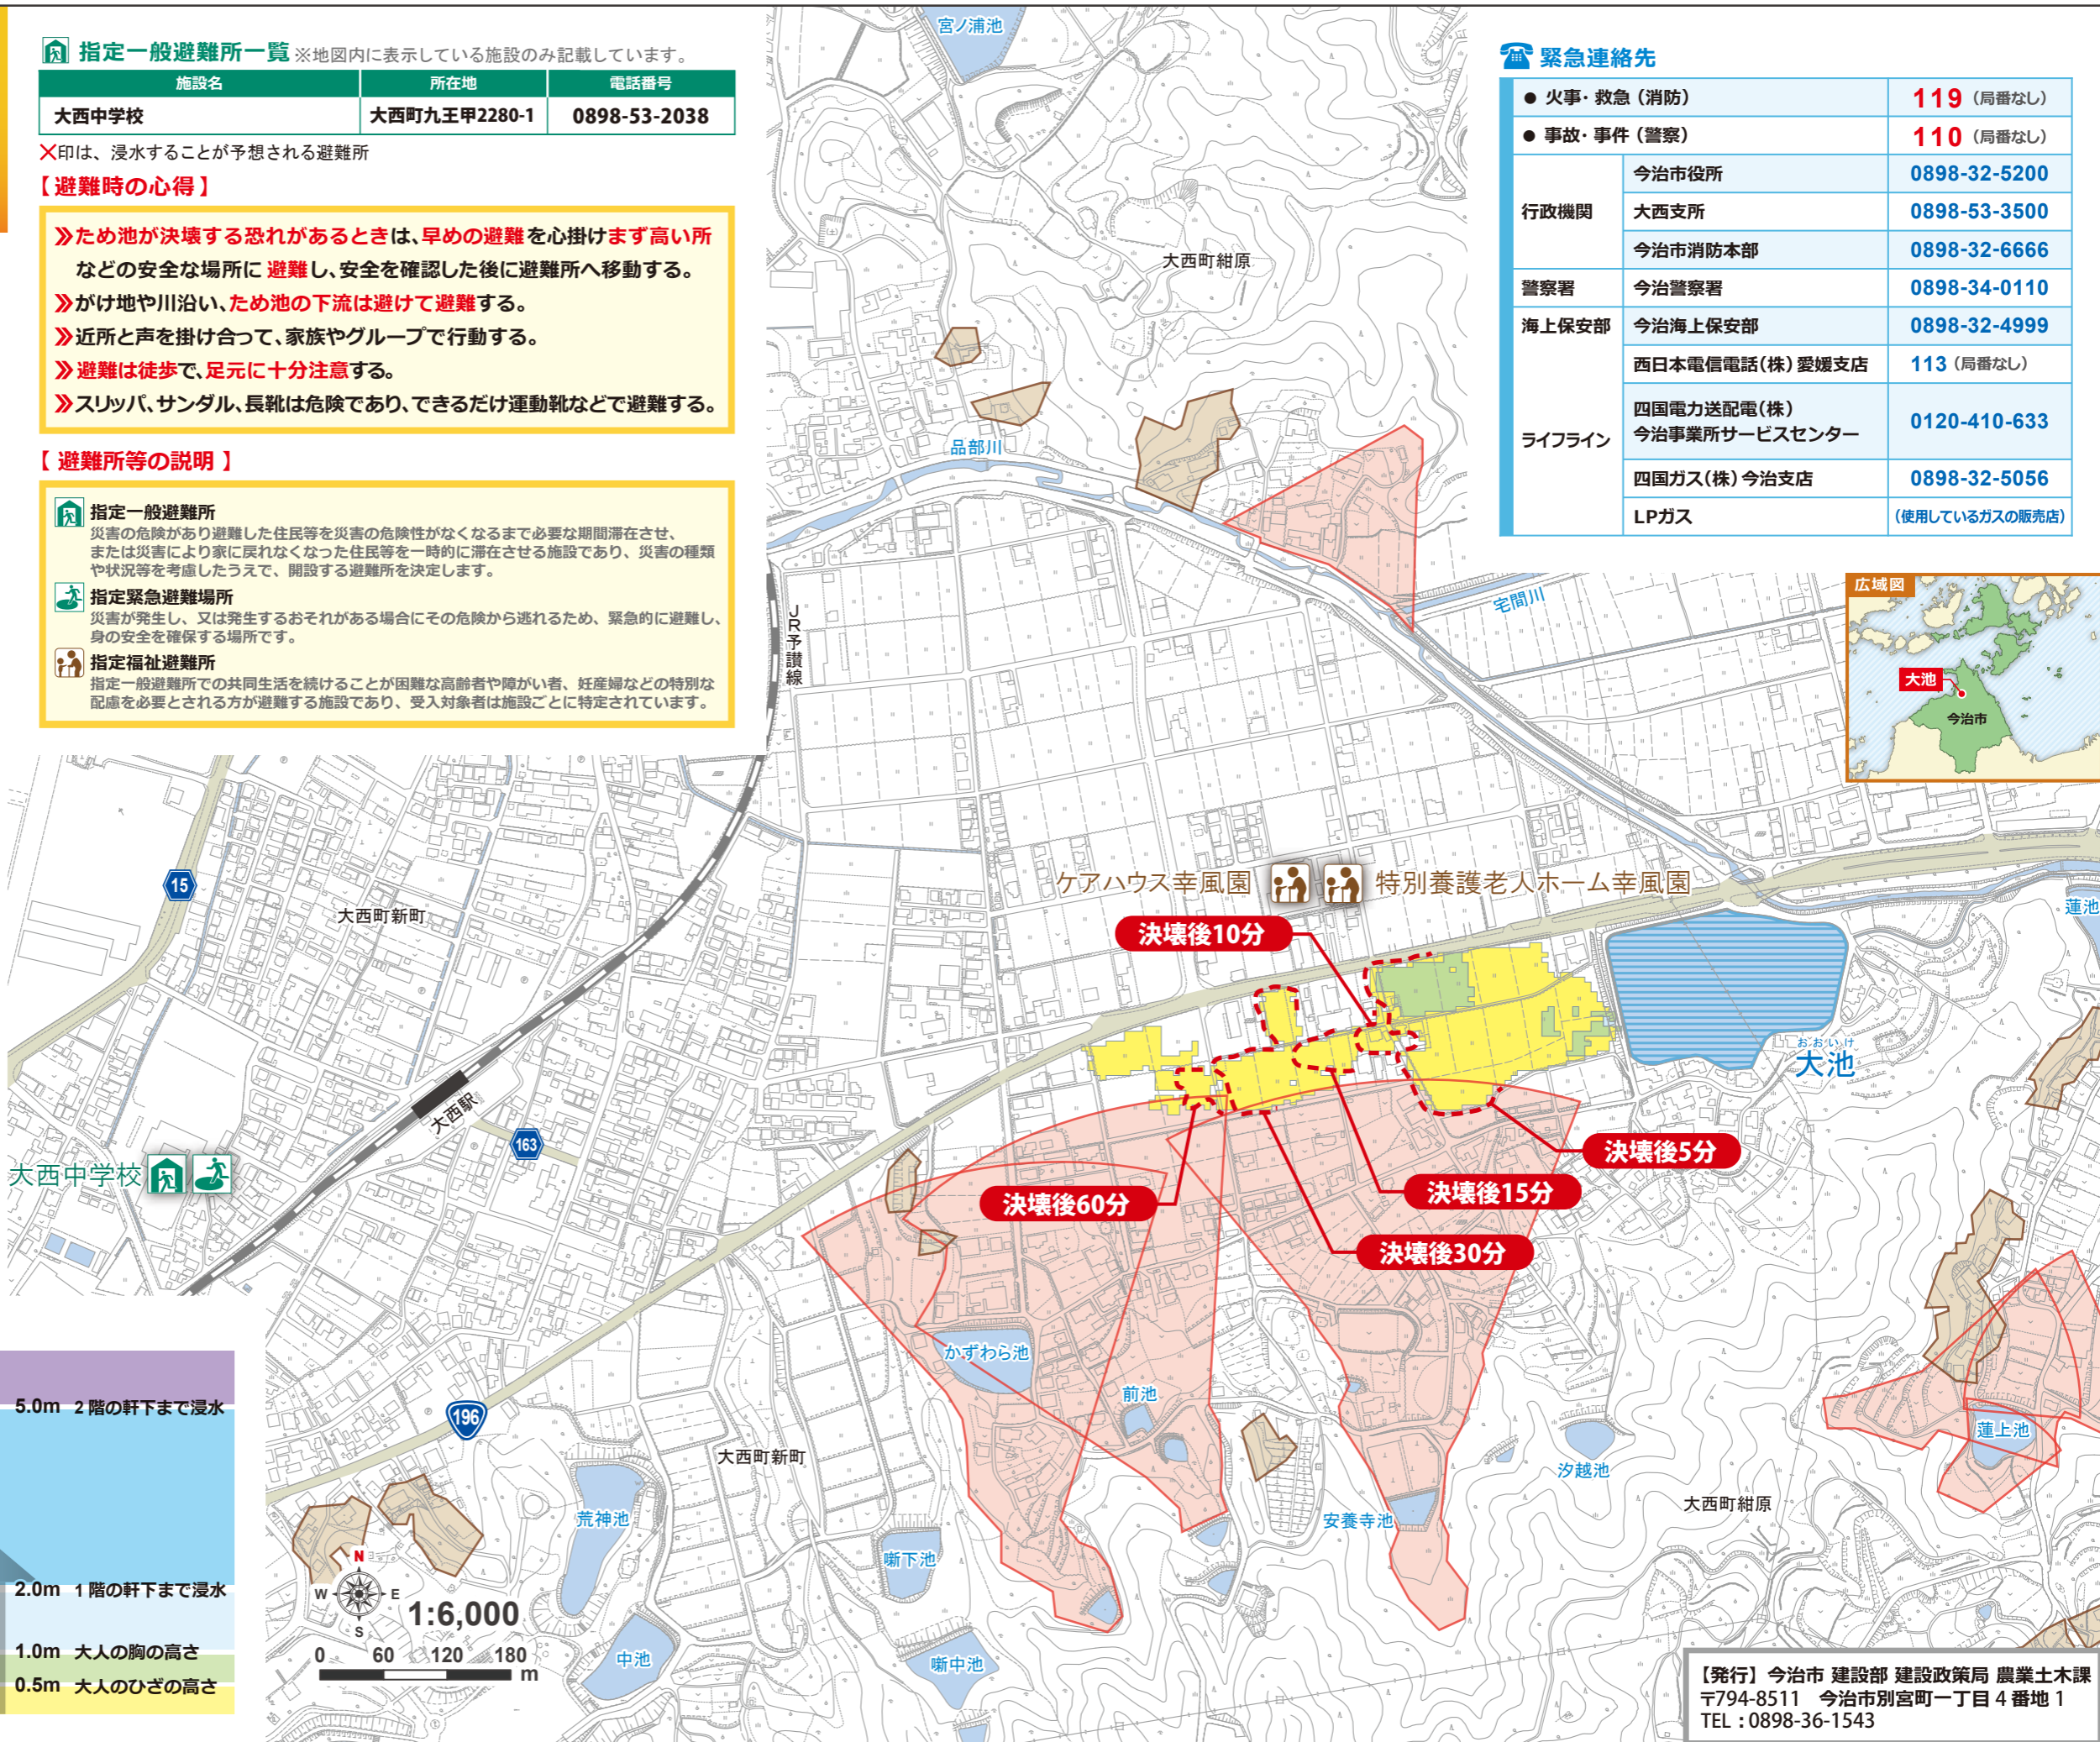 指定一般避難所一覧 ※地図内に表示している施設のみ記載しています。
施設名 所在地 電話番号
大西中学校 大西町九王甲2280-1 0898-53-2038
×印は、浸水することが予想される避難所
【避難時の心得】
≫ため池が決壊する恐れがあるときは、早めの避難を心掛けまず高い所
などの安全な場所に避難し、安全を確認した後に避難所へ移動する。
≫がけ地や川沿い、ため池の下流は避けて避難する。
≫近所と声を掛け合って、家族やグループで行動する。
≫避難は徒歩で、足元に十分注意する。
≫スリッパ、サンダル、長靴は危険であり、できるだけ運動靴などで避難する。
【避難所等の説明】
指定一般避難所
災害の危険があり避難した住民等を災害の危険性がなくなるまで必要な期間滞在させ、
または災害により家に戻れなくなった住民等を一時的に滞在させる施設であり、災害の種類
や状況等を考慮したうえで、開設する避難所を決定します。
指定緊急避難場所
災害が発生し、又は発生するおそれがある場合にその危険から逃れるため、緊急的に避難し、
身の安全を確保する場所です。
指定福祉避難所
指定一般避難所での共同生活を続けることが困難な高齢者や障がい者、妊産婦などの特別な
配慮を必要とされる方が避難する施設であり、受入対象者は施設ごとに特定されています。
緊急連絡先
● 火事・救急（消防） 119（局番なし）
● 事故・事件（警察） 110（局番なし）
行政機関 今治市役所 0898-32-5200
大西支所 0898-53-3500
今治市消防本部 0898-32-6666
警察署 今治警察署 0898-34-0110
海上保安部 今治海上保安部 0898-32-4999
ライフライン 西日本電信電話(株)愛媛支店 113（局番なし）
四国電力送配電(株)
今治事業所サービスセンター 0120-410-633
四国ガス(株)今治支店 0898-32-5056
LPガス (使用しているガスの販売店)
広域図
大池
今治市
宮ノ浦池
大西町紺原
品部川
宅間川
JR予讃線
ケアハウス幸風園
特別養護老人ホーム幸風園
蓮池
15
大西町新町
決壊後10分
おおいけ
大池
大西駅
163
大西中学校
決壊後5分
決壊後15分
決壊後60分
決壊後30分
かずわら池
前池
196
大西町新町
蓮上池
汐越池
大西町紺原
荒神池
安養寺池
噺下池
中池
噺中池
5.0m 2階の軒下まで浸水
2.0m 1階の軒下まで浸水
1.0m 大人の胸の高さ
0.5m 大人のひざの高さ
N
W E
S
1:6,000
0 60 120 180
m
【発行】今治市 建設部 建設政策局 農業土木課
〒794-8511 今治市別宮町一丁目4番地1
TEL：0898-36-1543